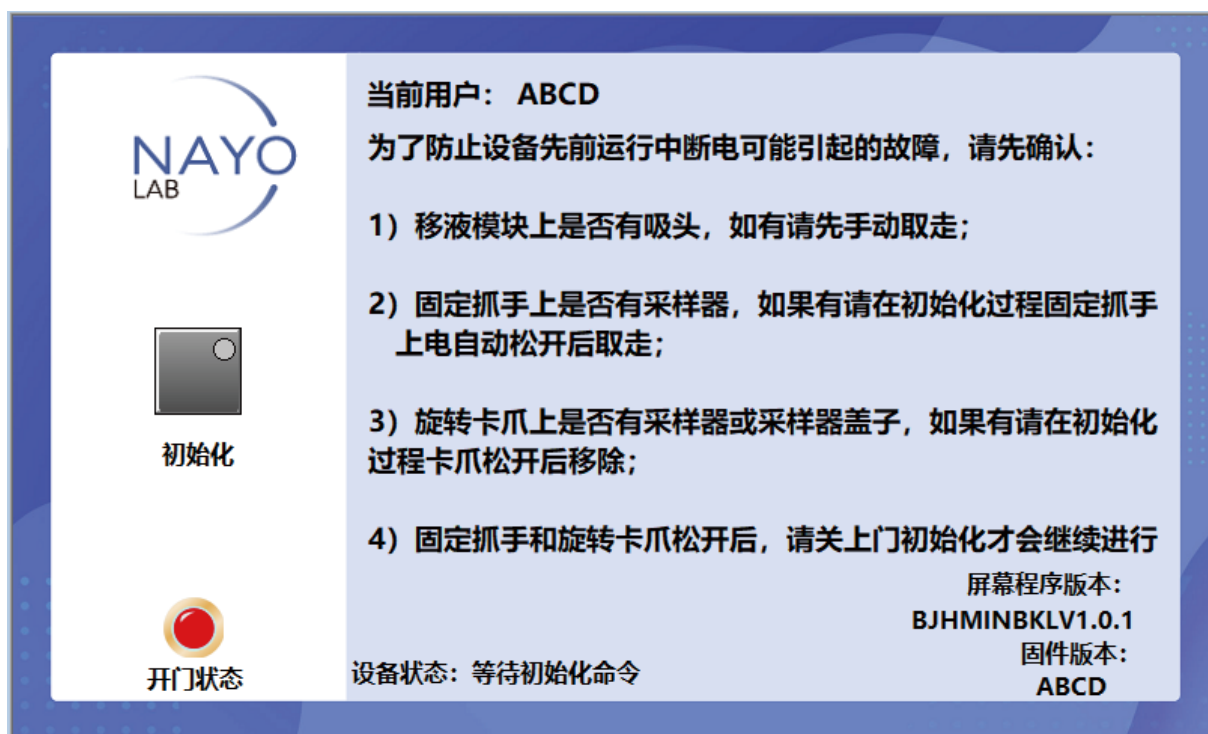 NAYO
LAB
当前用户： ABCD
为了防止设备先前运行中断电可能引起的故障，请先确认：
1）移液模块上是否有吸头，如有请先手动取走；
2）固定抓手上是否有采样器，如果有请在初始化过程固定抓手
上电自动松开后取走；
3）旋转卡爪上是否有采样器或采样器盖子，如果有请在初始化
过程卡爪松开后移除；
4）固定抓手和旋转卡爪松开后，请关上门初始化才会继续进行
初始化
开门状态
设备状态：等待初始化命令
屏幕程序版本：
BJHMINBKLV1.0.1
固件版本：
ABCD